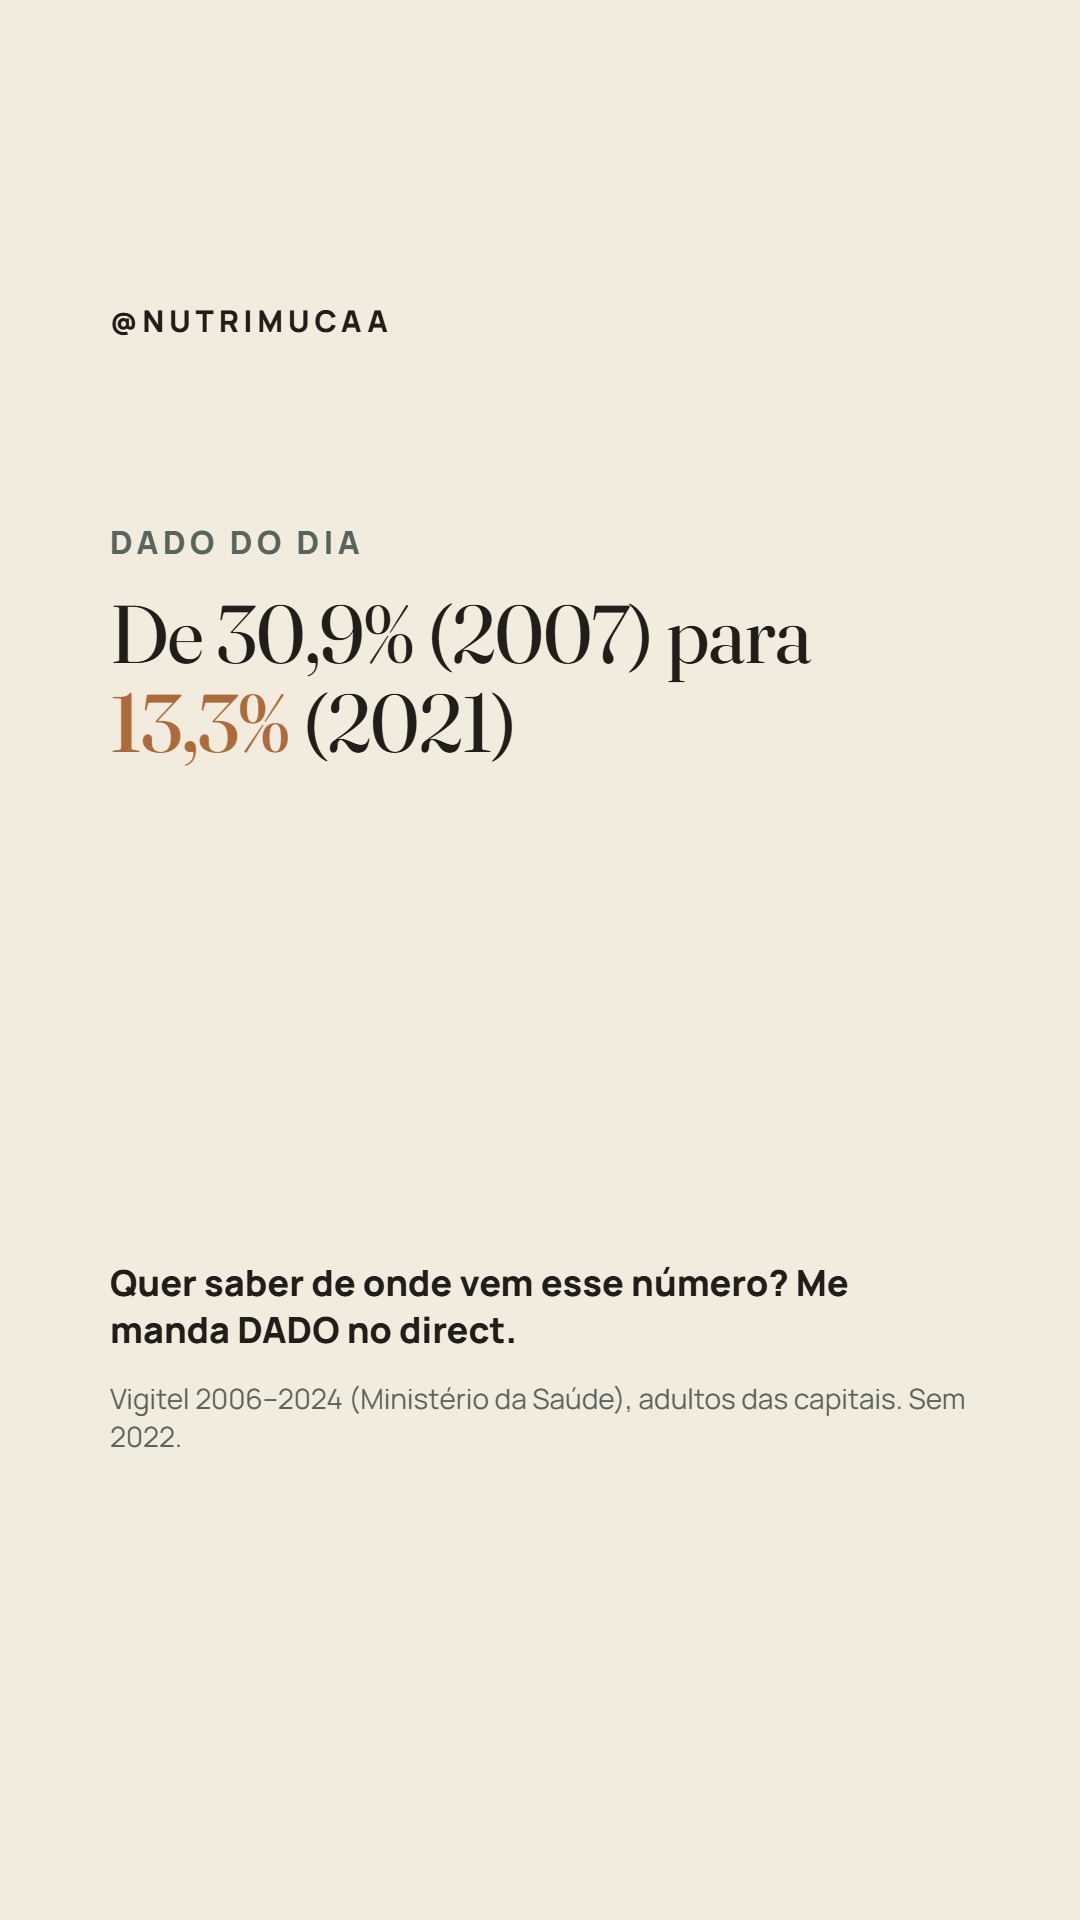 @NUTRIMUCAA
DADO DO DIA
De 30,9% (2007) para
13,3% (2021)
Quer saber de onde vem esse número? Me
manda DADO no direct.
Vigitel 2006–2024 (Ministério da Saúde), adultos das capitais. Sem
2022.